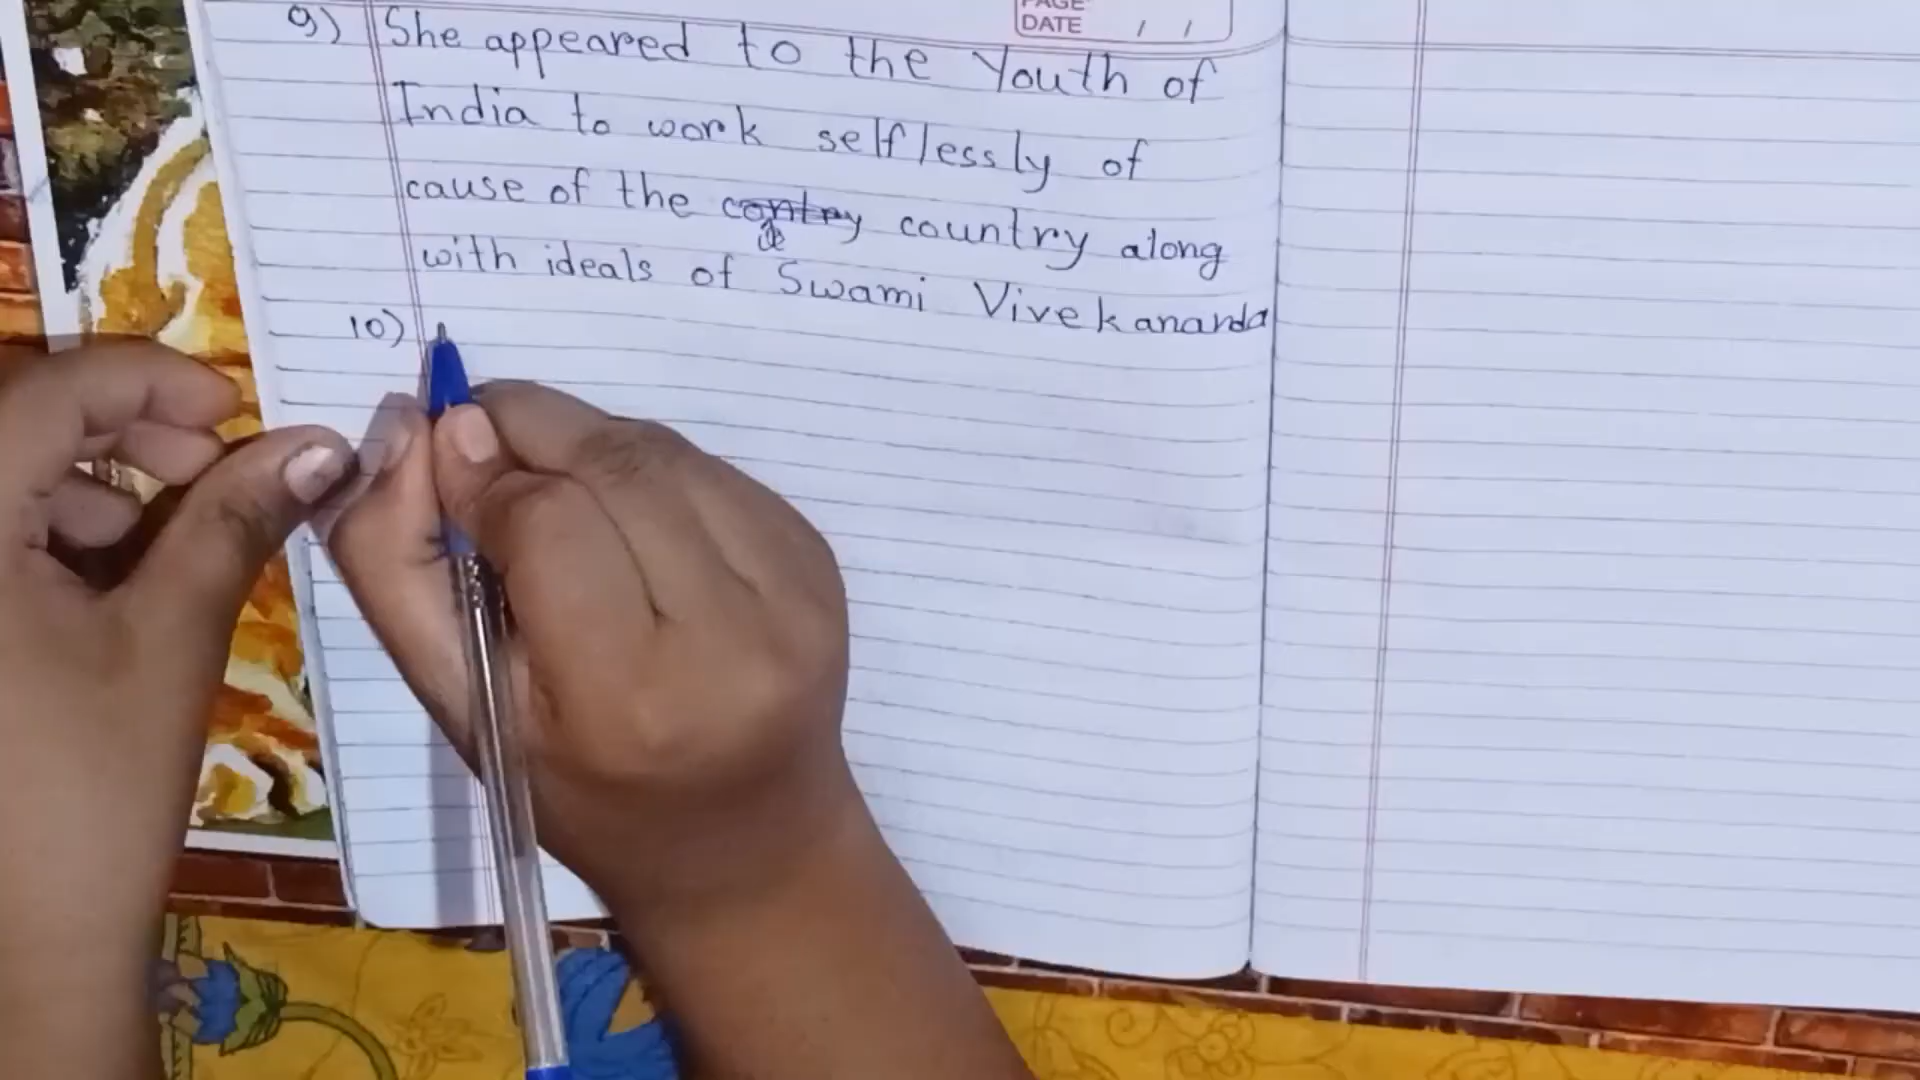 PAGE
DATE / /
9) She appeared to the Youth of
India to work selflessly of
cause of the contry country along
with ideals of Swami Vivekananda
10)